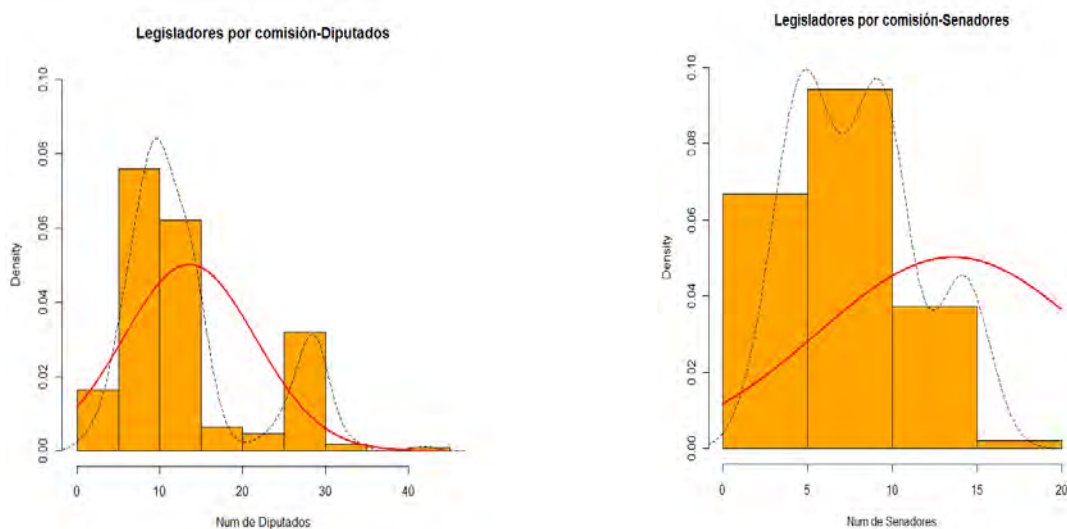 Legisladores por comisión-Diputados
Density
0.00 0.02 0.04 0.06 0.08 0.10
0 10 20 30 40
Num de Diputados
Legisladores por comisión-Senadores
Density
0.00 0.02 0.04 0.06 0.08 0.10
0 5 10 15 20
Num de Senadores